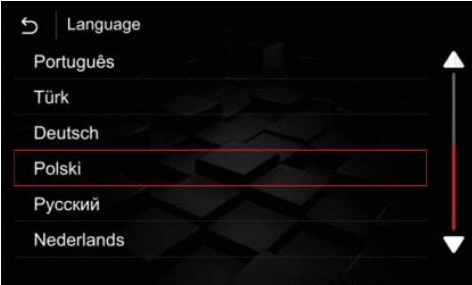 Language
Português
Türk
Deutsch
Polski
Русский
Nederlands